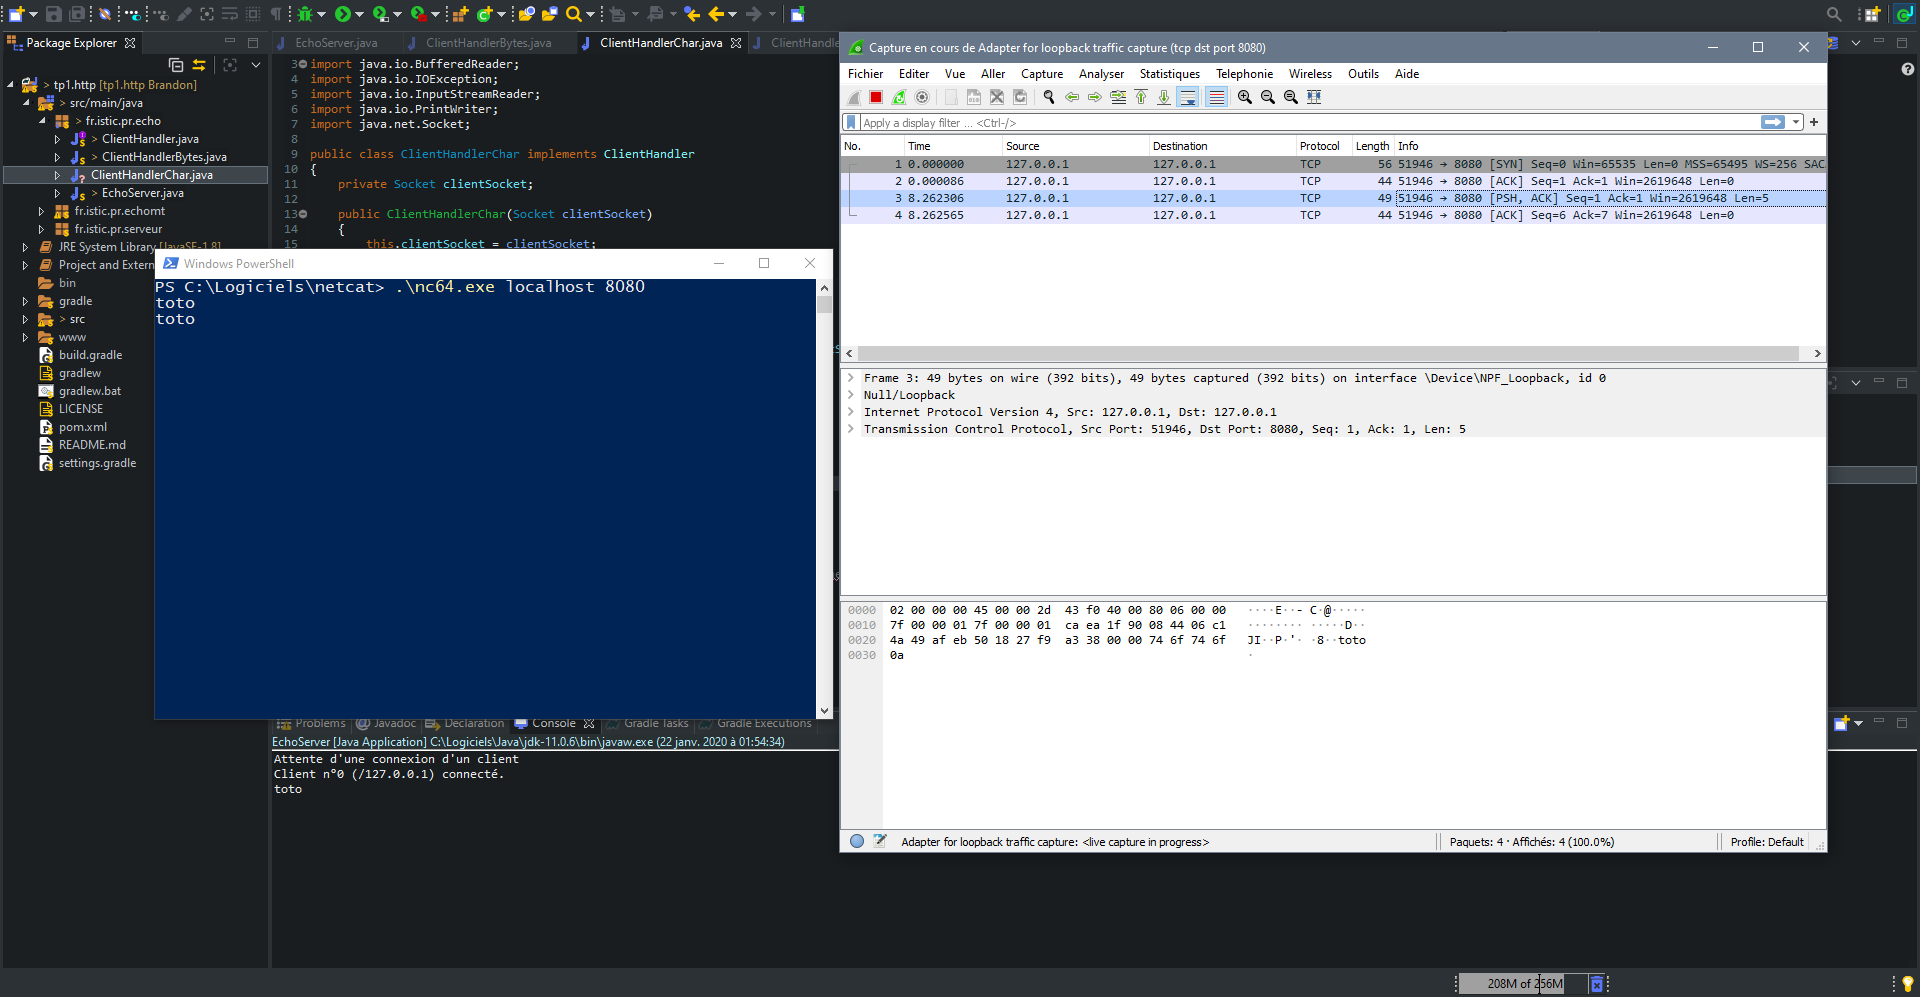 Package Explorer
tp1.http [tp1.http Brandon]
src/main/java
fr.istic.pr.echo
ClientHandler.java
ClientHandlerBytes.java
ClientHandlerChar.java
EchoServer.java
fr.istic.pr.echomt
fr.istic.pr.serveur
JRE System Library [JavaSE-1.8]
Project and Extern
bin
gradle
src
www
build.gradle
gradlew
gradlew.bat
LICENSE
pom.xml
README.md
settings.gradle
EchoServer.java ClientHandlerBytes.java ClientHandlerChar.java ClientHandle
3 import java.io.BufferedReader;
4 import java.io.IOException;
5 import java.io.InputStreamReader;
6 import java.io.PrintWriter;
7 import java.net.Socket;
8
9 public class ClientHandlerChar implements ClientHandler
10 {
11 private Socket clientSocket;
12
13 public ClientHandlerChar(Socket clientSocket)
14 {
15 this.clientSocket = clientSocket;
Windows PowerShell
PS C:\Logiciels\netcat> .\nc64.exe localhost 8080
toto
toto
Problems @ Javadoc Declaration Console Gradle Tasks Gradle Executions
EchoServer [Java Application] C:\Logiciels\Java\jdk-11.0.6\bin\javaw.exe (22 janv. 2020 à 01:54:34)
Attente d'une connexion d'un client
Client n°0 (/127.0.0.1) connecté.
toto
Capture en cours de Adapter for loopback traffic capture (tcp dst port 8080)
Fichier Editer Vue Aller Capture Analyser Statistiques Telephonie Wireless Outils Aide
Apply a display filter ... <Ctrl-/>
No. Time Source Destination Protocol Length Info
1 0.000000 127.0.0.1 127.0.0.1 TCP 56 51946 → 8080 [SYN] Seq=0 Win=65535 Len=0 MSS=65495 WS=256 SAC
2 0.000086 127.0.0.1 127.0.0.1 TCP 44 51946 → 8080 [ACK] Seq=1 Ack=1 Win=2619648 Len=0
3 8.262306 127.0.0.1 127.0.0.1 TCP 49 51946 → 8080 [PSH, ACK] Seq=1 Ack=1 Win=2619648 Len=5
4 8.262565 127.0.0.1 127.0.0.1 TCP 44 51946 → 8080 [ACK] Seq=6 Ack=7 Win=2619648 Len=0
Frame 3: 49 bytes on wire (392 bits), 49 bytes captured (392 bits) on interface \Device\NPF_Loopback, id 0
Null/Loopback
Internet Protocol Version 4, Src: 127.0.0.1, Dst: 127.0.0.1
Transmission Control Protocol, Src Port: 51946, Dst Port: 8080, Seq: 1, Ack: 1, Len: 5
0000 02 00 00 00 45 00 00 2d 43 f0 40 00 80 06 00 00 ····E··- C·@·····
0010 7f 00 00 01 7f 00 00 01 ca ea 1f 90 08 44 06 c1 ········ ·····D··
0020 4a 49 af eb 50 18 27 f9 a3 38 00 00 74 6f 74 6f JI··P·'· ·8··toto
0030 0a ·
Adapter for loopback traffic capture: <live capture in progress>
Paquets: 4 · Affichés: 4 (100.0%)
Profile: Default
208M of 256M